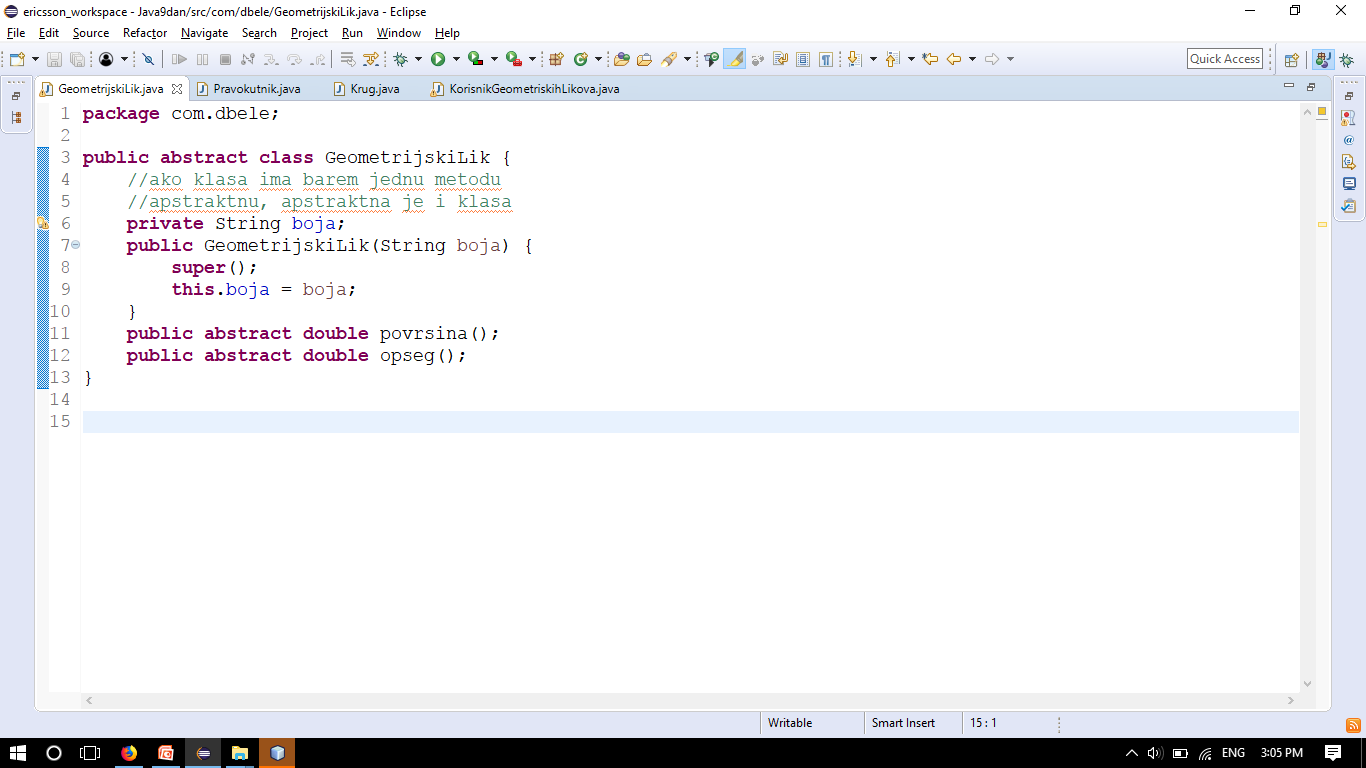 ericsson_workspace - Java9dan/src/com/dbele/GeometrijskiLik.java - Eclipse
File Edit Source Refactor Navigate Search Project Run Window Help
Quick Access
GeometrijskiLik.java Pravokutnik.java Krug.java KorisnikGeometriskihLikova.java
1 package com.dbele;
2
3 public abstract class GeometrijskiLik {
4 //ako klasa ima barem jednu metodu
5 //apstraktnu, apstraktna je i klasa
6 private String boja;
7 public GeometrijskiLik(String boja) {
8 super();
9 this.boja = boja;
10 }
11 public abstract double povrsina();
12 public abstract double opseg();
13 }
14
15
Writable Smart Insert 15 : 1
ENG 3:05 PM